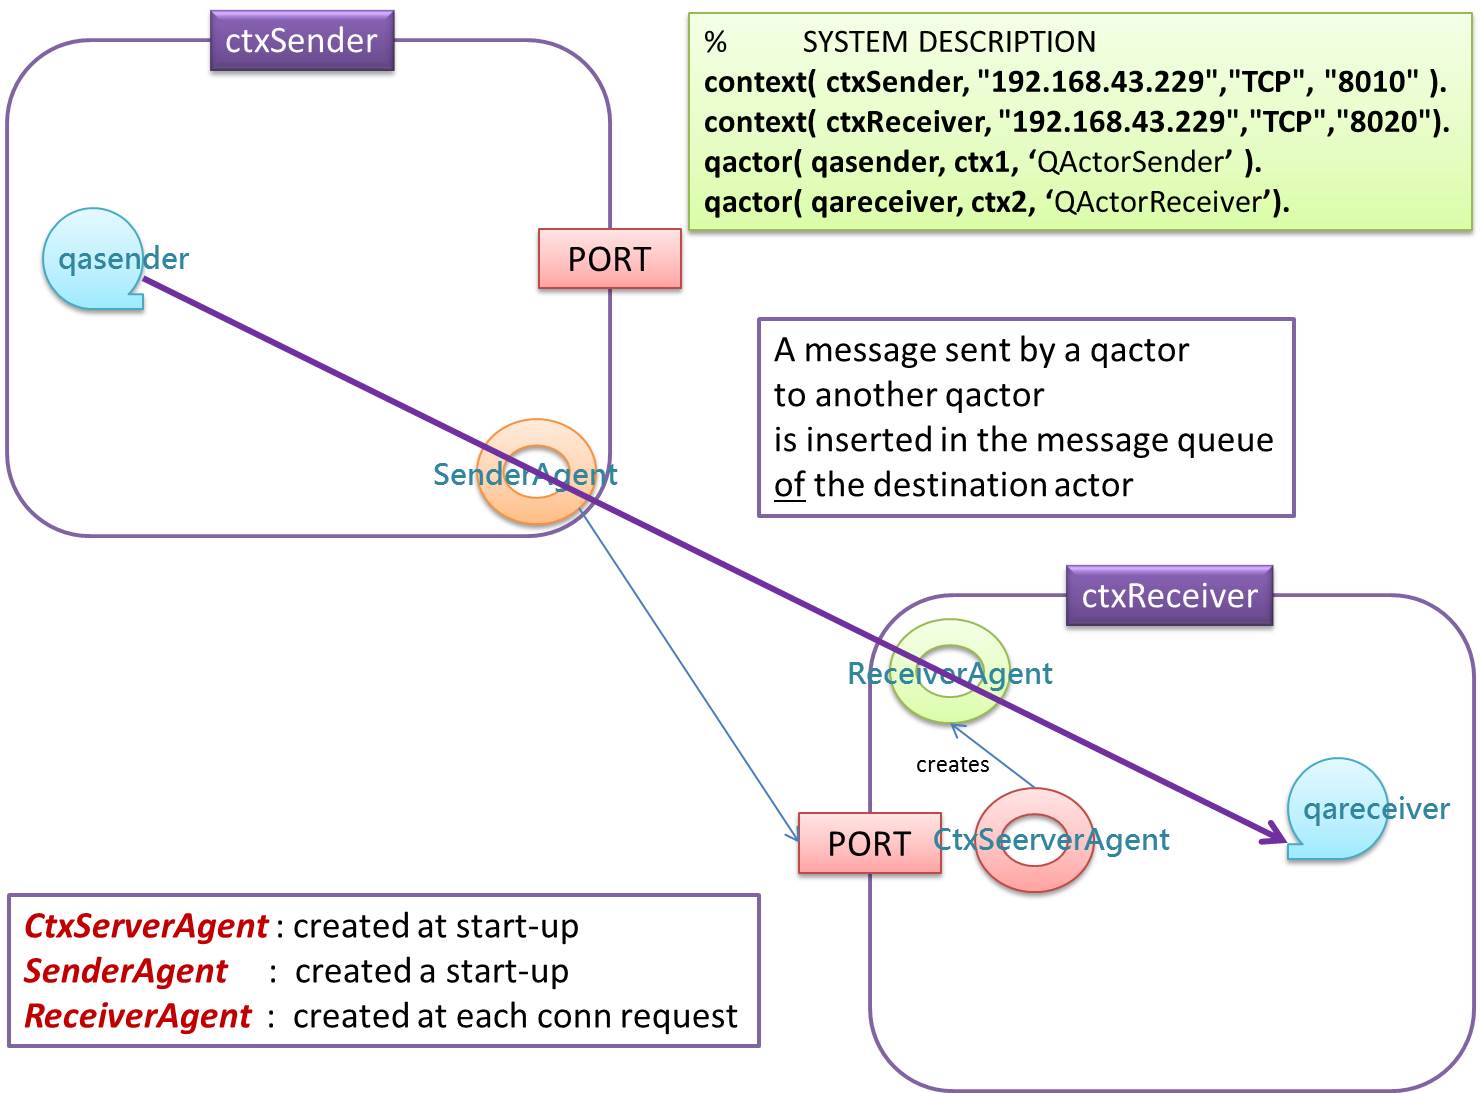 ctxSender
% SYSTEM DESCRIPTION
context( ctxSender, "192.168.43.229","TCP", "8010" ).
context( ctxReceiver, "192.168.43.229","TCP","8020").
qactor( qasender, ctx1, ‘QActorSender’ ).
qactor( qareceiver, ctx2, ‘QActorReceiver’).
qasender
PORT
A message sent by a qactor
to another qactor
is inserted in the message queue
of the destination actor
SenderAgent
ctxReceiver
ReceiverAgent
creates
qareceiver
PORT
CtxSeerverAgent
CtxServerAgent : created at start-up
SenderAgent : created a start-up
ReceiverAgent : created at each conn request